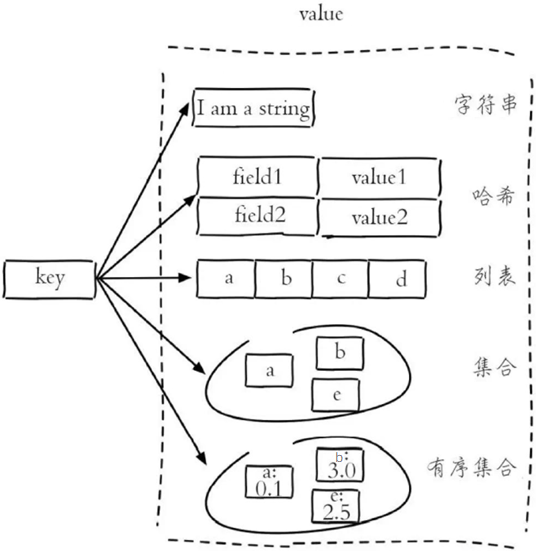 value
I am a string
字符串
field1 value1
哈希
field2 value2
key
a b c d
列表
a
b
e
集合
a:
0.1
b:
3.0
e:
2.5
有序集合